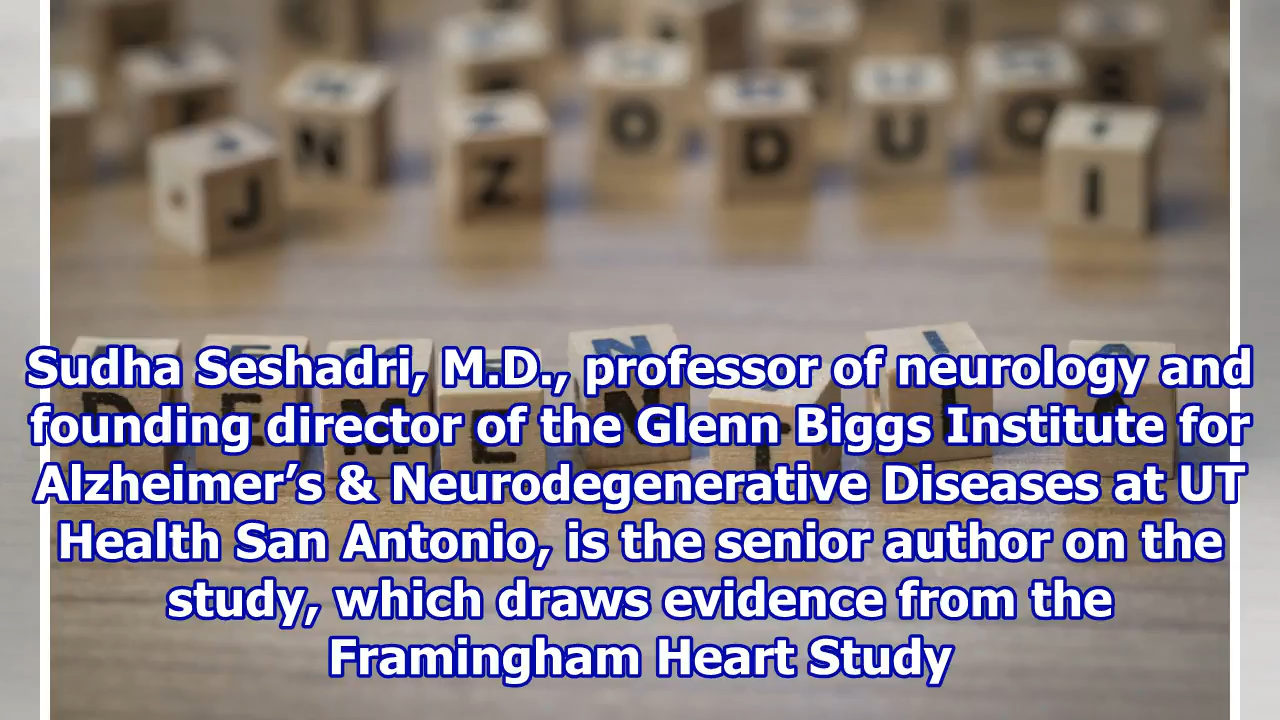 J N Z O D U I
DEMENTIA
Sudha Seshadri, M.D., professor of neurology and
founding director of the Glenn Biggs Institute for
Alzheimer’s & Neurodegenerative Diseases at UT
Health San Antonio, is the senior author on the
study, which draws evidence from the
Framingham Heart Study